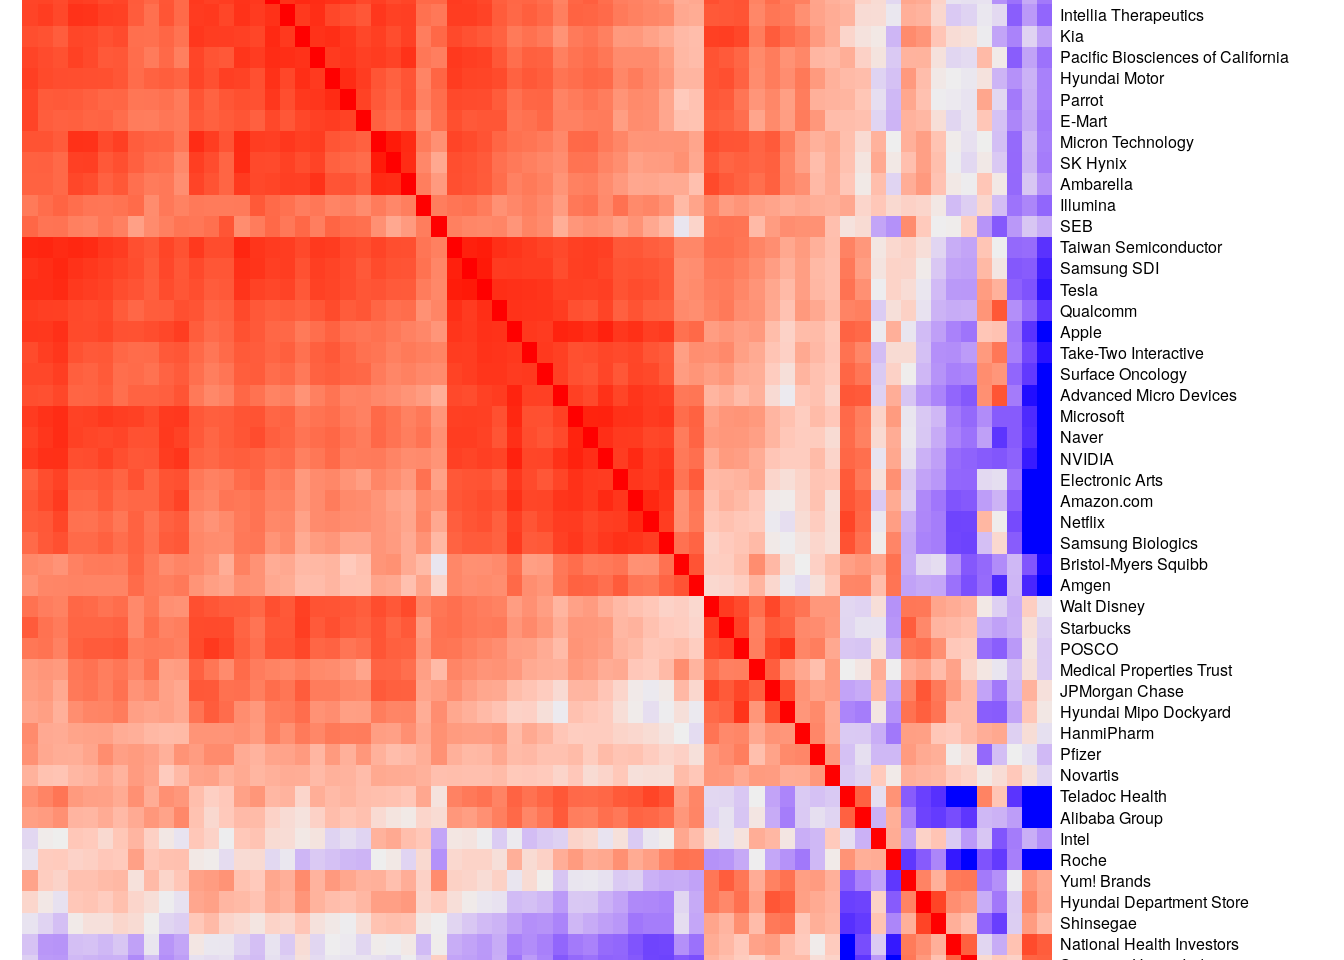 Intellia Therapeutics
Kia
Pacific Biosciences of California
Hyundai Motor
Parrot
E-Mart
Micron Technology
SK Hynix
Ambarella
Illumina
SEB
Taiwan Semiconductor
Samsung SDI
Tesla
Qualcomm
Apple
Take-Two Interactive
Surface Oncology
Advanced Micro Devices
Microsoft
Naver
NVIDIA
Electronic Arts
Amazon.com
Netflix
Samsung Biologics
Bristol-Myers Squibb
Amgen
Walt Disney
Starbucks
POSCO
Medical Properties Trust
JPMorgan Chase
Hyundai Mipo Dockyard
HanmiPharm
Pfizer
Novartis
Teladoc Health
Alibaba Group
Intel
Roche
Yum! Brands
Hyundai Department Store
Shinsegae
National Health Investors